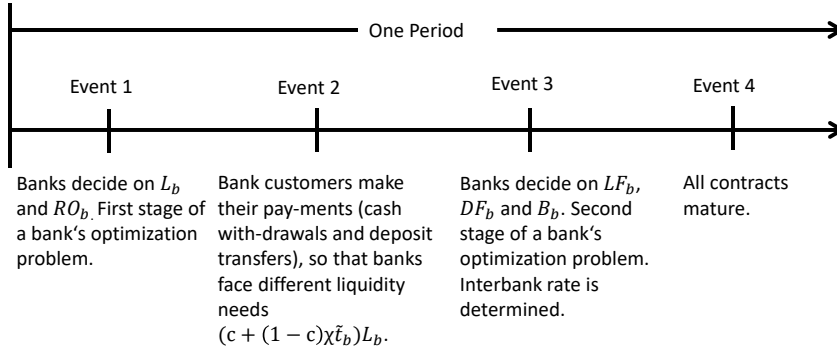 One Period
Event 1
Event 2
Event 3
Event 4
Banks decide on L_b
and RO_b. First stage of
a bank‘s optimization
problem.
Bank customers make
their pay-ments (cash
with-drawals and deposit
transfers), so that banks
face different liquidity
needs
(c + (1 − c)χt̃_b)L_b.
Banks decide on LF_b,
DF_b and B_b. Second
stage of a bank‘s
optimization problem.
Interbank rate is
determined.
All contracts
mature.